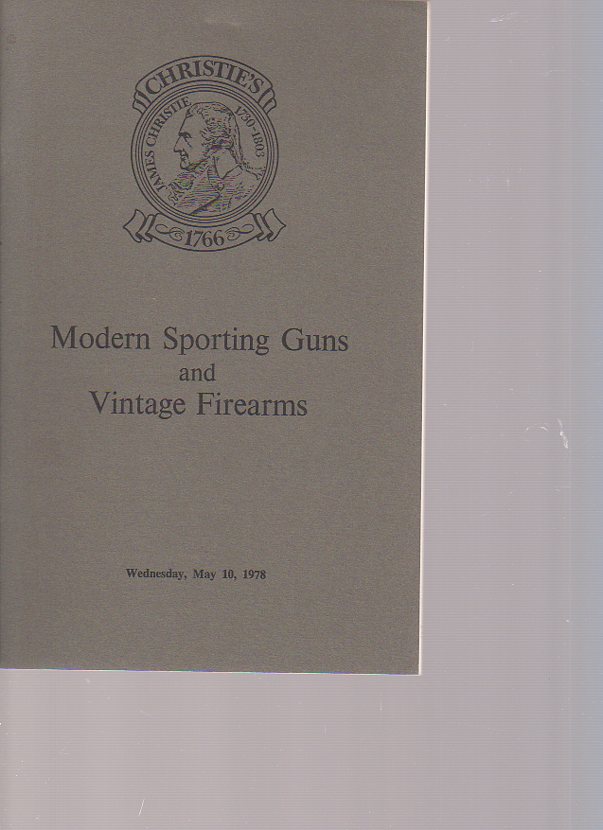 CHRISTIE'S
JAMES CHRISTIE 1730-1803
1766
Modern Sporting Guns
and
Vintage Firearms
Wednesday, May 10, 1978